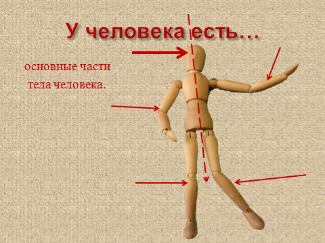 У человека есть…
основные части
тела человека.